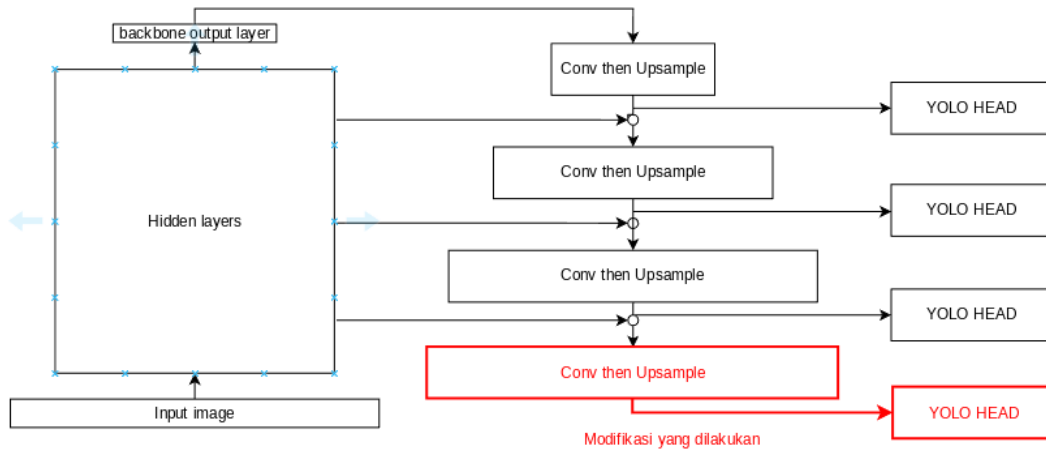 backbone output layer
Conv then Upsample
YOLO HEAD
Conv then Upsample
YOLO HEAD
Hidden layers
Conv then Upsample
YOLO HEAD
Conv then Upsample
Input image
YOLO HEAD
Modifikasi yang dilakukan